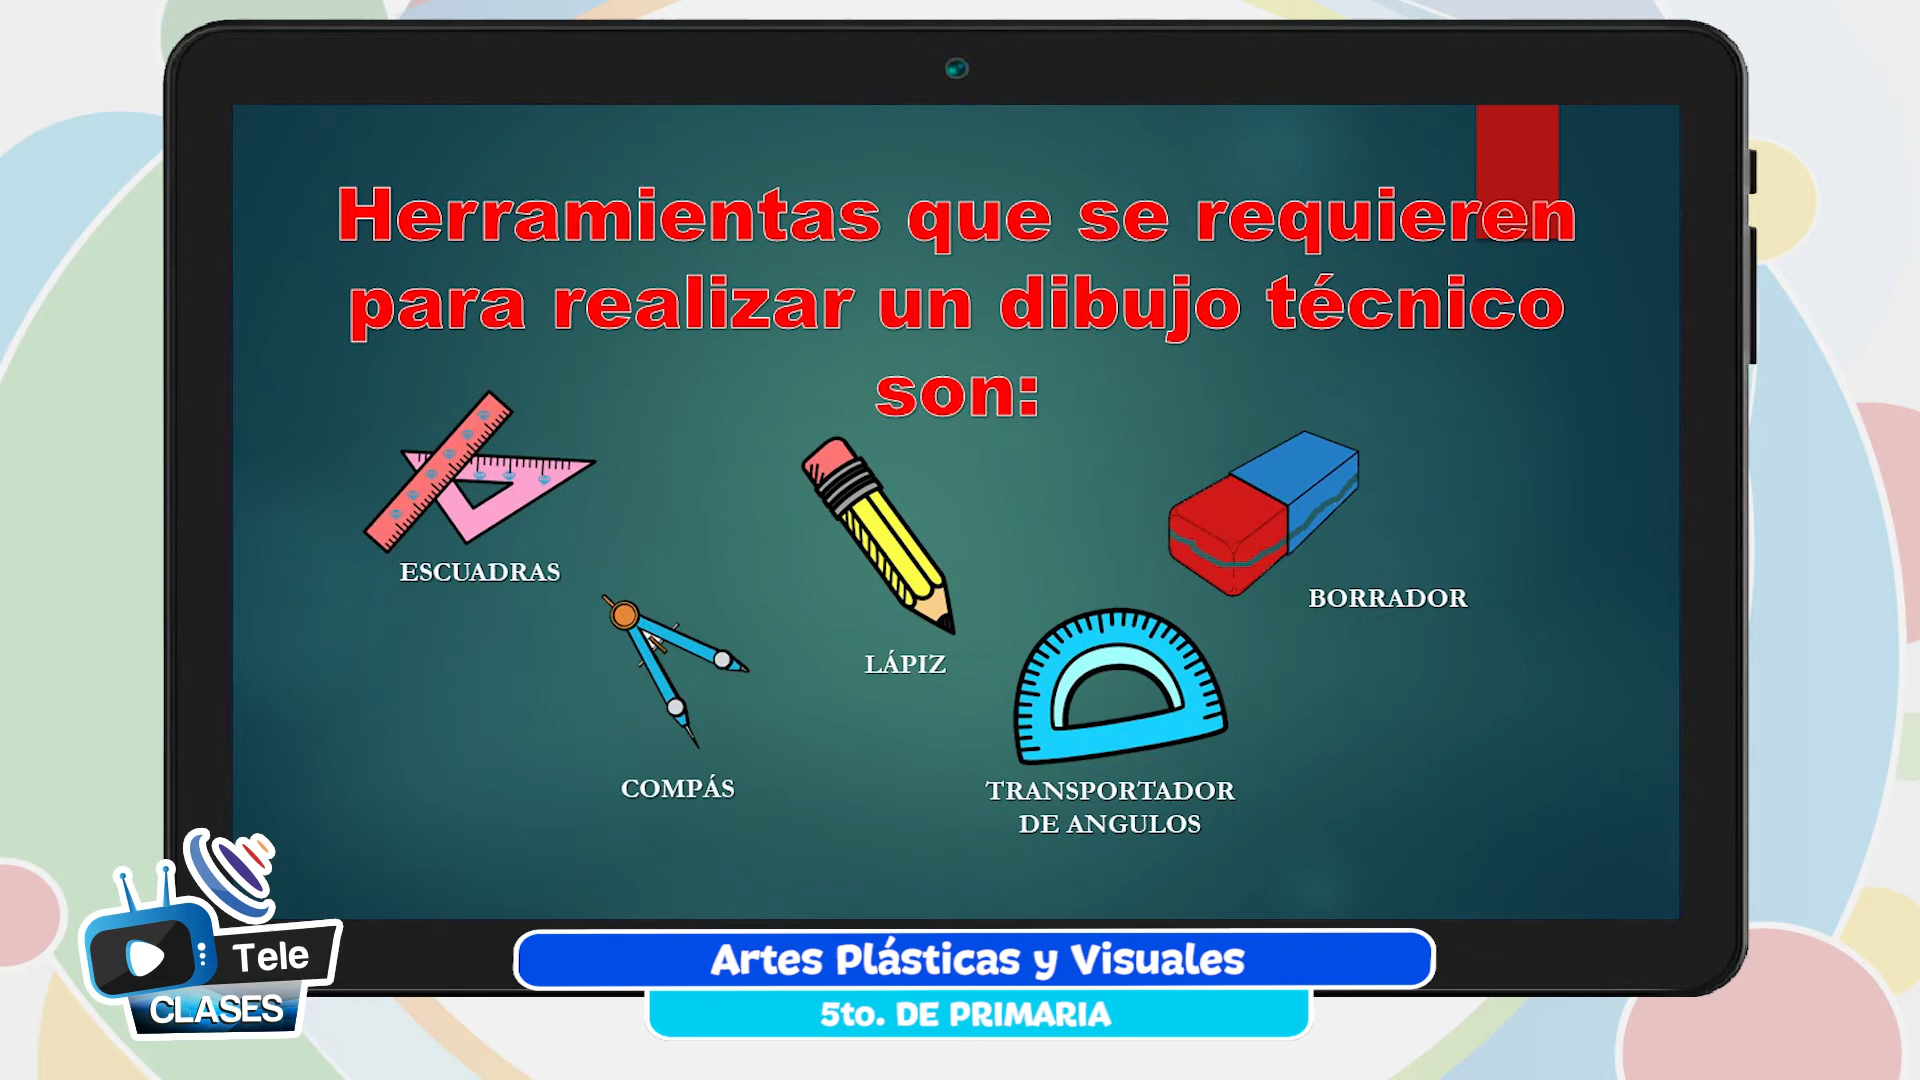 Herramientas que se requieren
para realizar un dibujo técnico
son:
ESCUADRAS
BORRADOR
LÁPIZ
COMPÁS
TRANSPORTADOR
DE ANGULOS
Tele
CLASES
Artes Plásticas y Visuales
5to. DE PRIMARIA